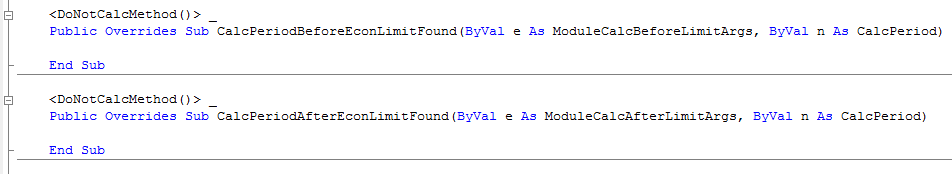 <DoNotCalcMethod()> _
Public Overrides Sub CalcPeriodBeforeEconLimitFound(ByVal e As ModuleCalcBeforeLimitArgs, ByVal n As CalcPeriod)
End Sub
<DoNotCalcMethod()> _
Public Overrides Sub CalcPeriodAfterEconLimitFound(ByVal e As ModuleCalcAfterLimitArgs, ByVal n As CalcPeriod)
End Sub